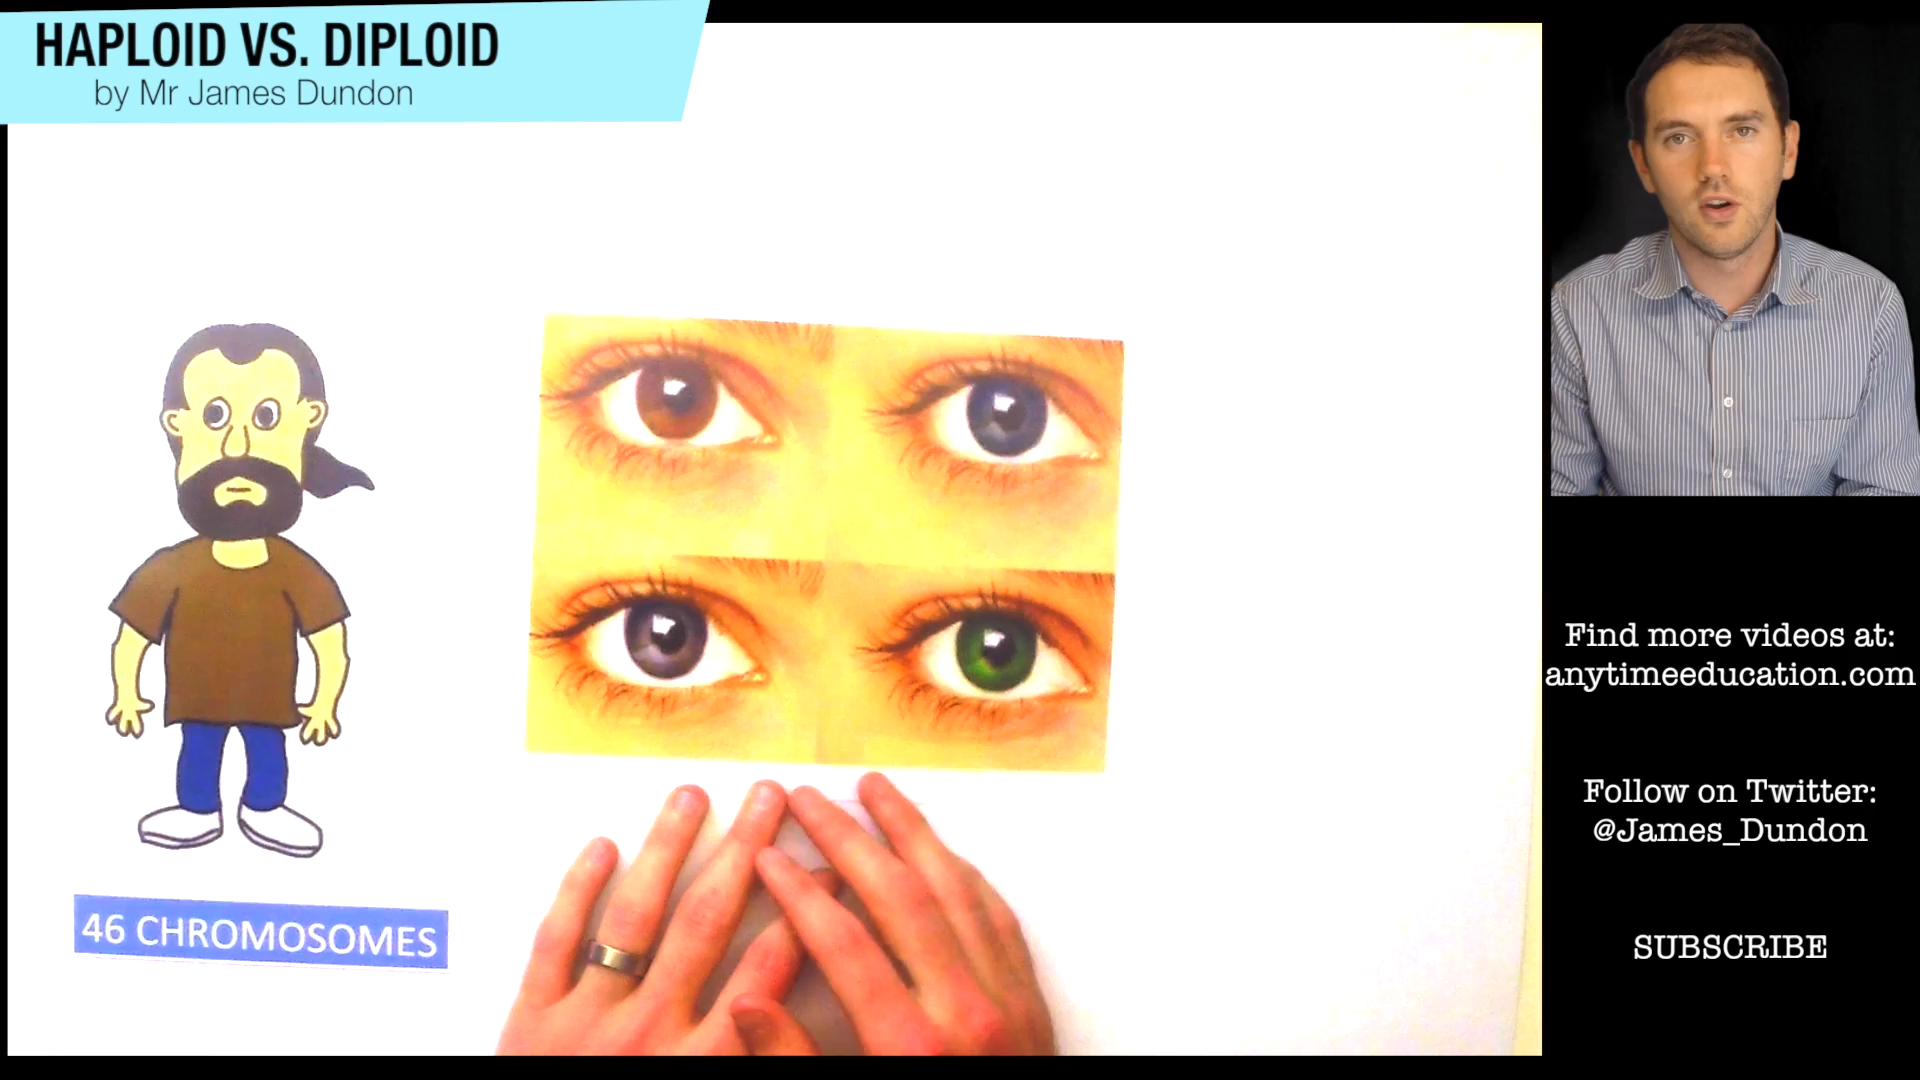 HAPLOID VS. DIPLOID
by Mr James Dundon
46 CHROMOSOMES
Find more videos at:
anytimeeducation.com
Follow on Twitter:
@James_Dundon
SUBSCRIBE